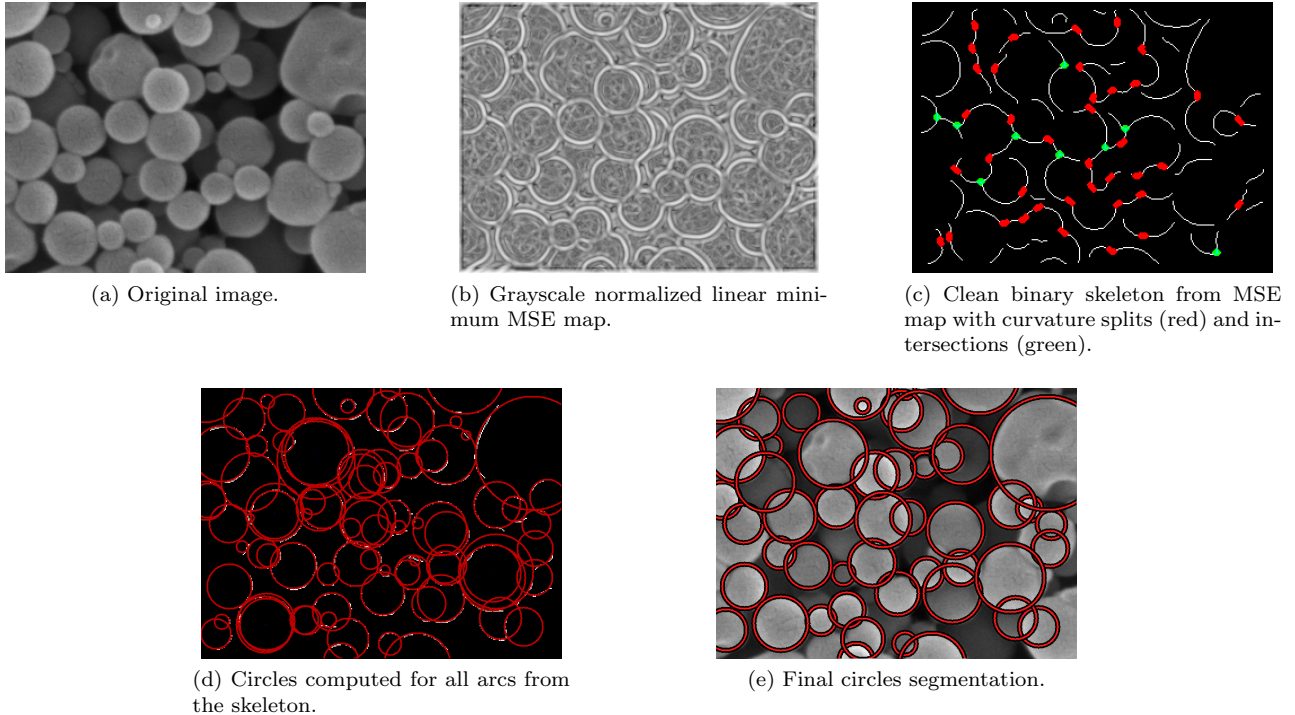 (a) Original image.
(b) Grayscale normalized linear mini-
mum MSE map.
(c) Clean binary skeleton from MSE
map with curvature splits (red) and in-
tersections (green).
(d) Circles computed for all arcs from
the skeleton.
(e) Final circles segmentation.